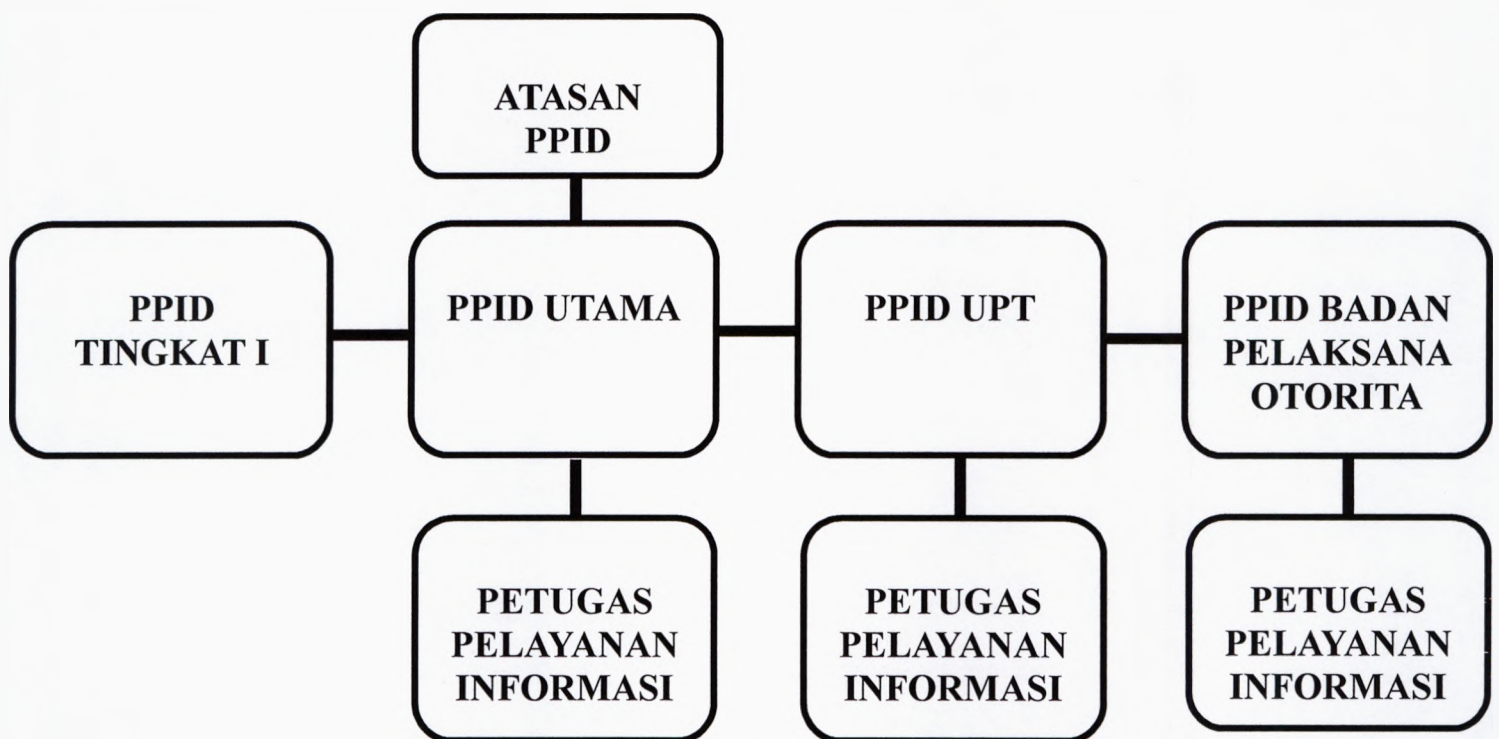 ATASAN
PPID
PPID
TINGKAT I
PPID UTAMA
PPID UPT
PPID BADAN
PELAKSANA
OTORITA
PETUGAS
PELAYANAN
INFORMASI
PETUGAS
PELAYANAN
INFORMASI
PETUGAS
PELAYANAN
INFORMASI